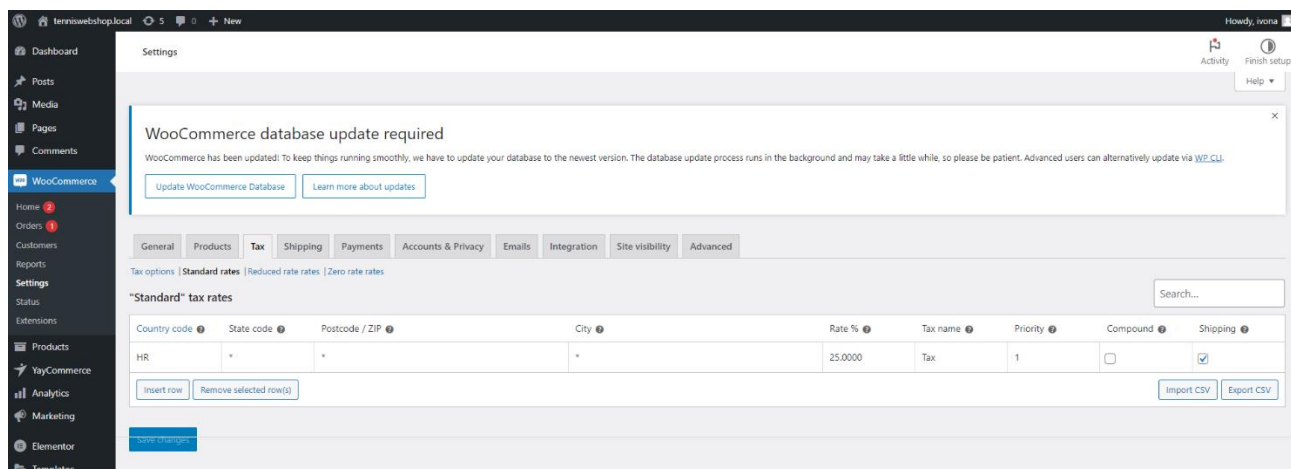 tenniswebshop.local 5 0 + New Howdy, ivona
Dashboard
Posts
Media
Pages
Comments
WooCommerce
Home 2
Orders 1
Customers
Reports
Settings
Status
Extensions
Products
YayCommerce
Analytics
Marketing
Elementor
Templates
Settings
Activity
Finish setup
Help
WooCommerce database update required
WooCommerce has been updated! To keep things running smoothly, we have to update your database to the newest version. The database update process runs in the background and may take a little while, so please be patient. Advanced users can alternatively update via WP CLI.
Update WooCommerce Database Learn more about updates
General Products Tax Shipping Payments Accounts & Privacy Emails Integration Site visibility Advanced
Tax options | Standard rates | Reduced rate rates | Zero rate rates
"Standard" tax rates
Search...
Country code State code Postcode / ZIP City Rate % Tax name Priority Compound Shipping
HR * * * 25.0000 Tax 1
Insert row Remove selected row(s) Import CSV Export CSV
Save changes